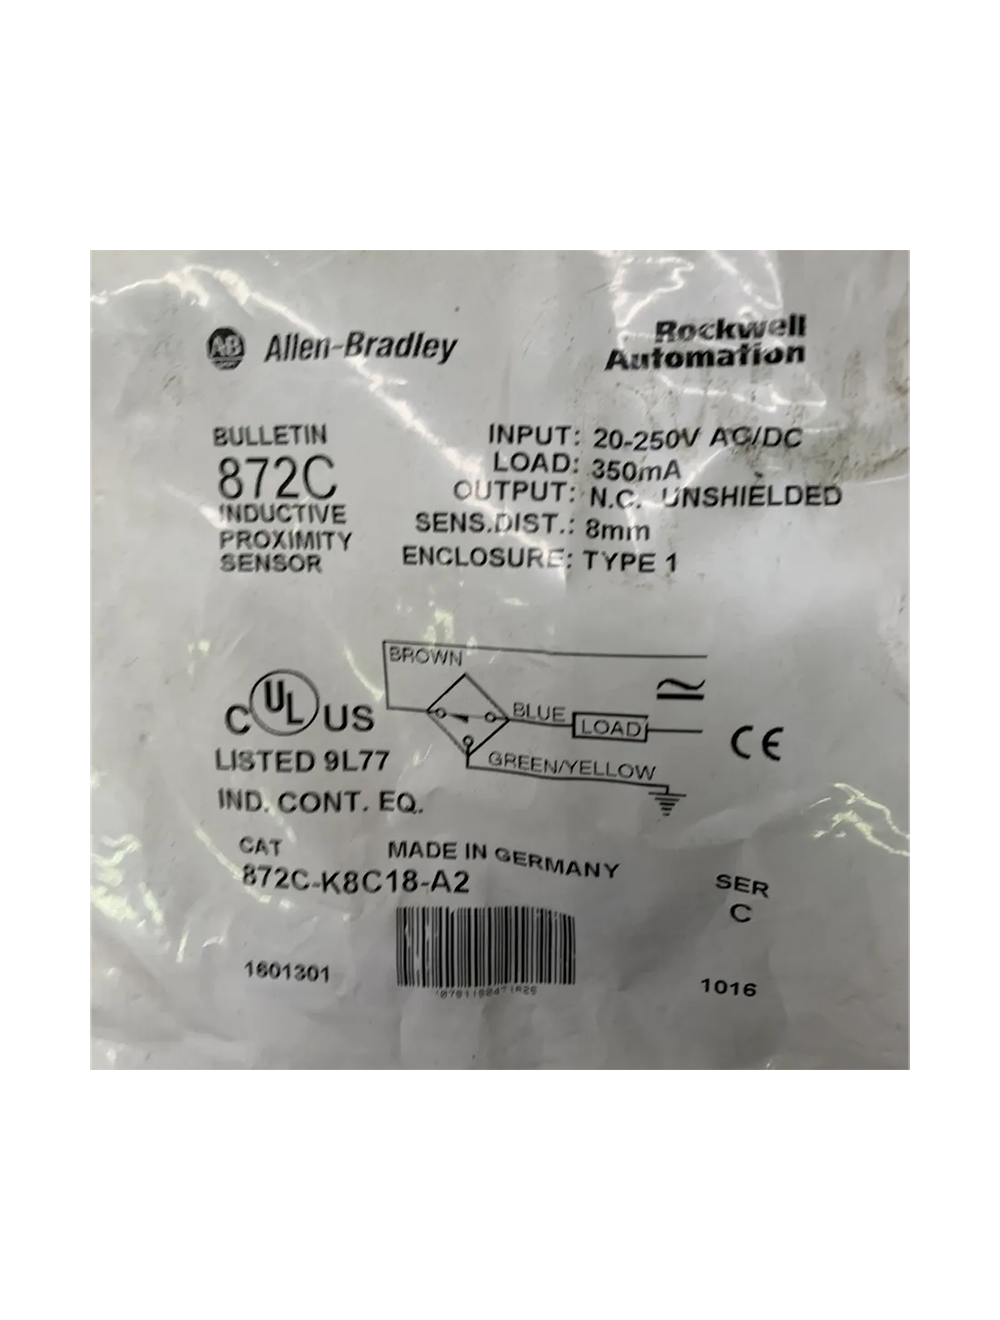 AB Allen-Bradley
Rockwell
Automation
BULLETIN
872C
INDUCTIVE
PROXIMITY
SENSOR
INPUT: 20-250V AC/DC
LOAD: 350mA
OUTPUT: N.C. UNSHIELDED
SENS.DIST.: 8mm
ENCLOSURE: TYPE 1
BROWN
BLUE
LOAD
GREEN/YELLOW
C UL US
LISTED 9L77
IND. CONT. EQ.
CE
CAT
872C-K8C18-A2
MADE IN GERMANY
SER
C
1601301
1016